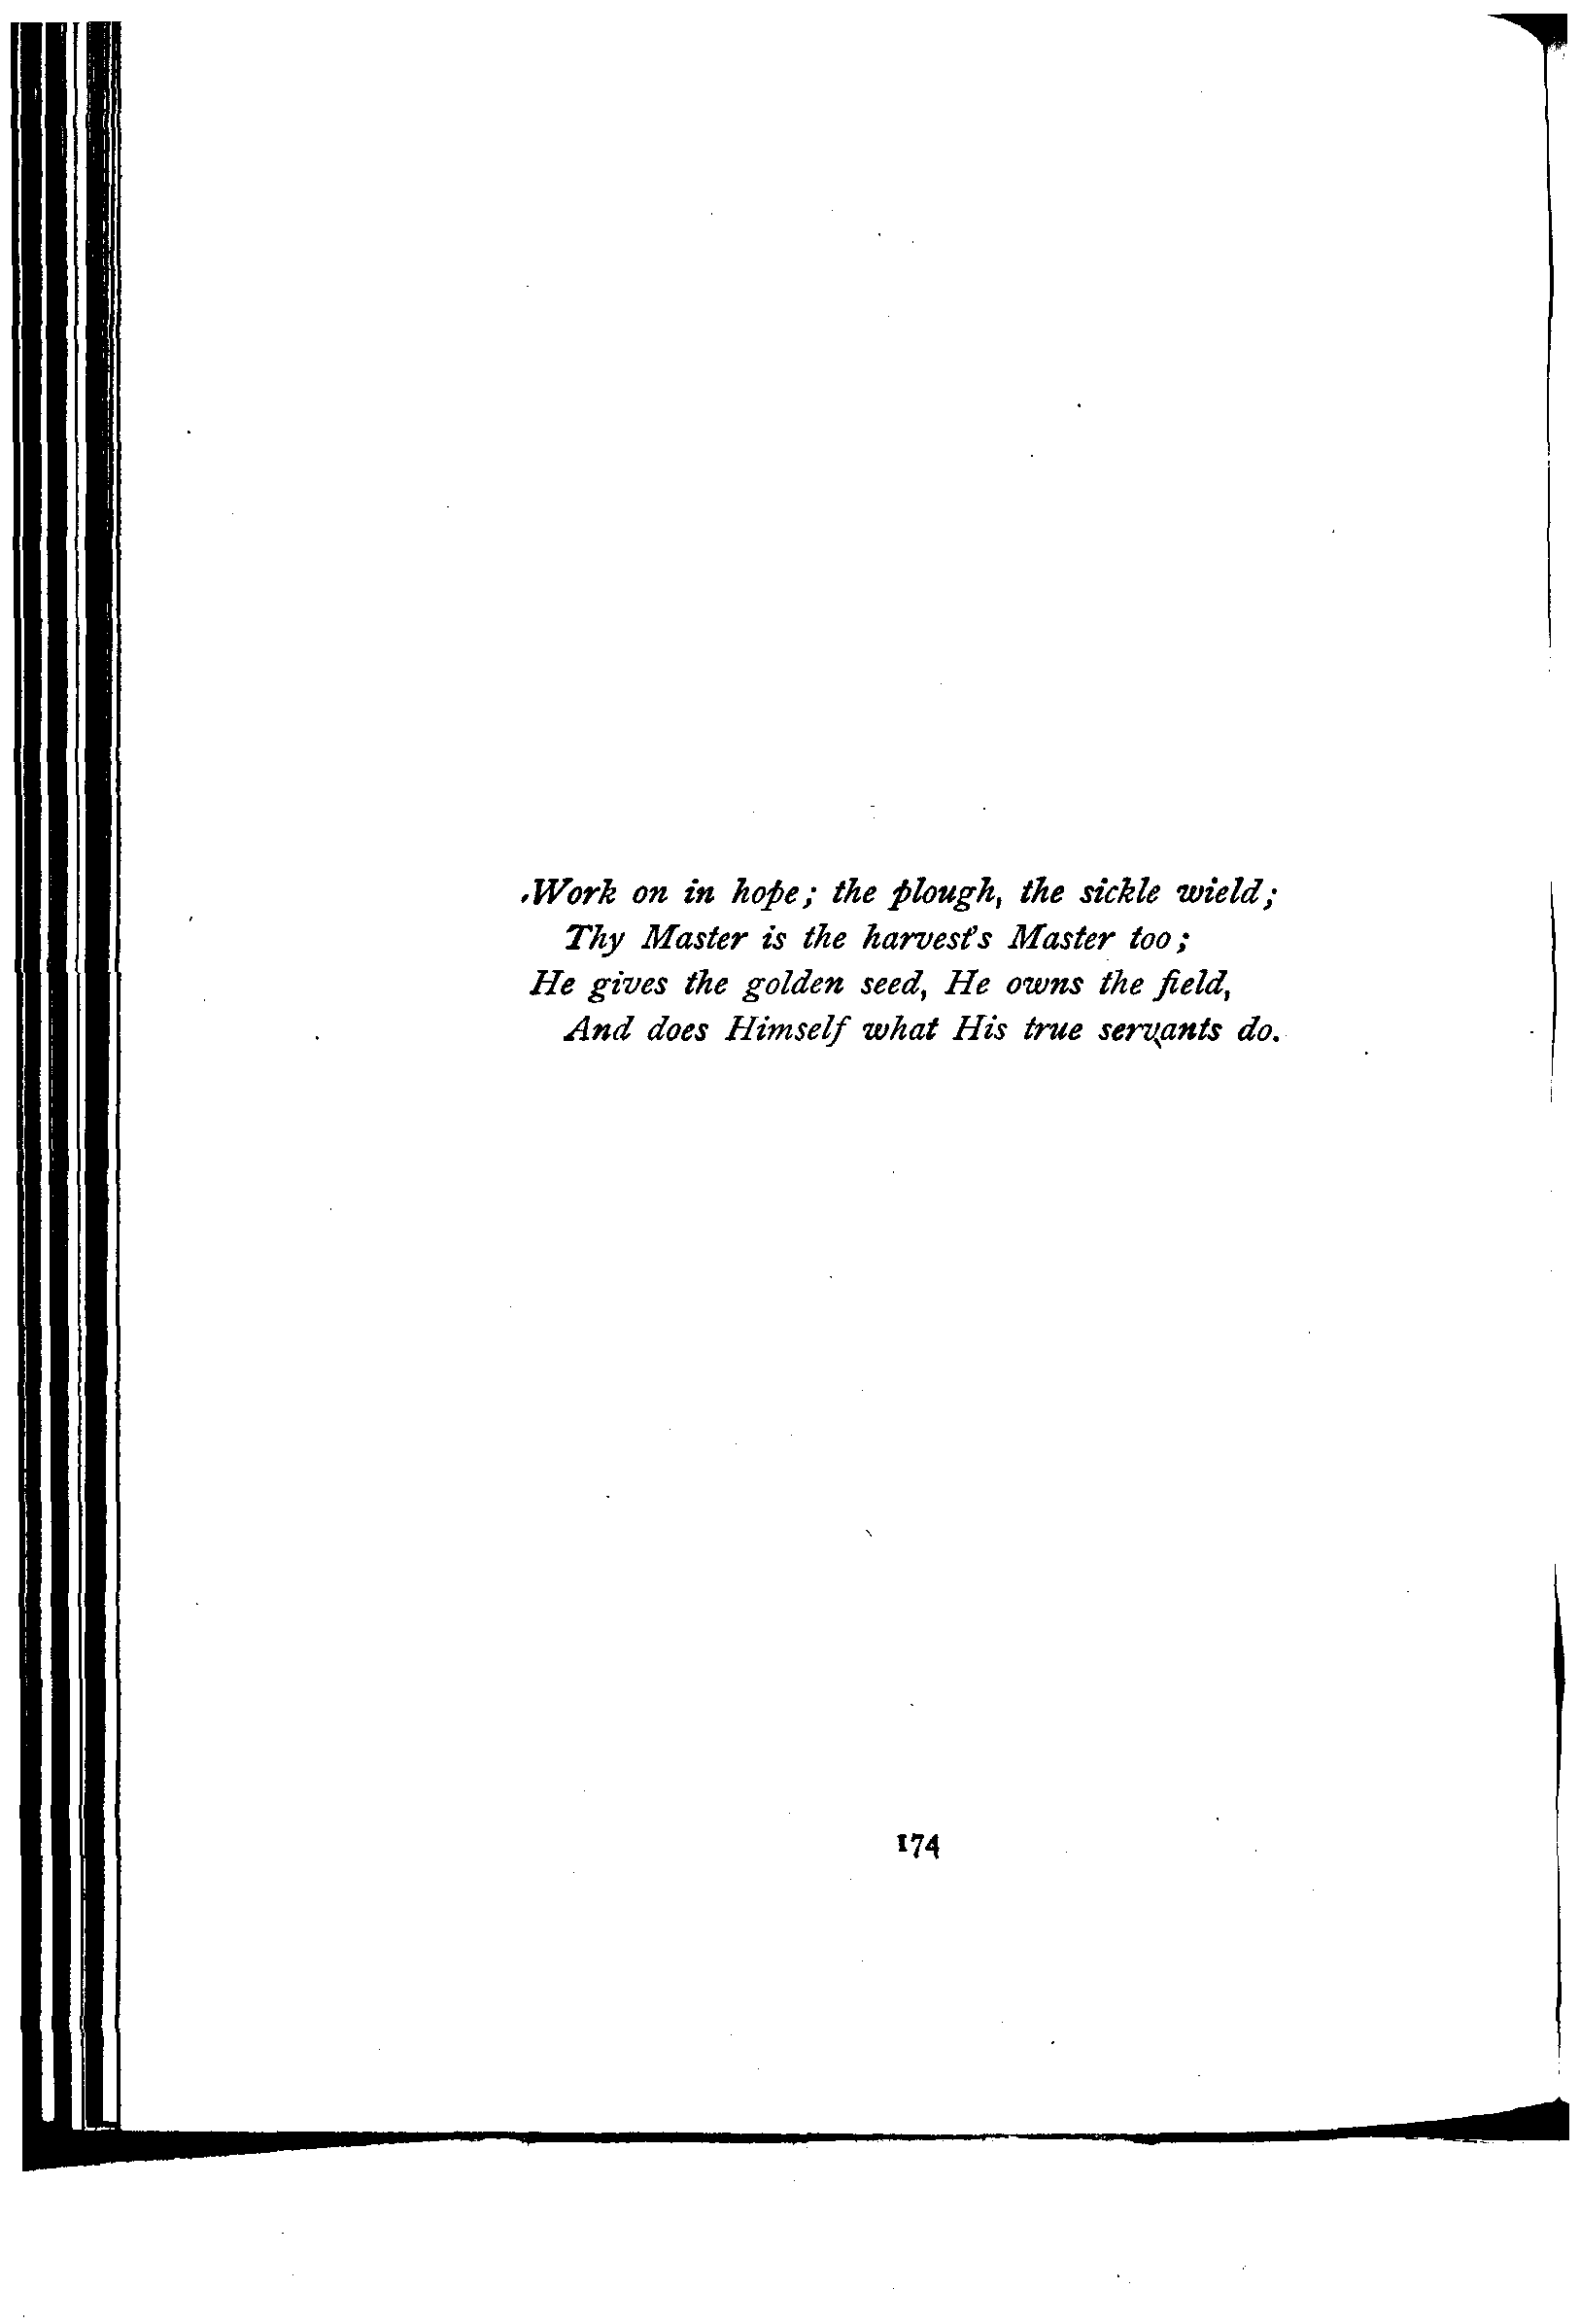 Work on in hope; the plough, the sickle wield;
Thy Master is the harvest's Master too;
He gives the golden seed, He owns the field,
And does Himself what His true servants do.
174